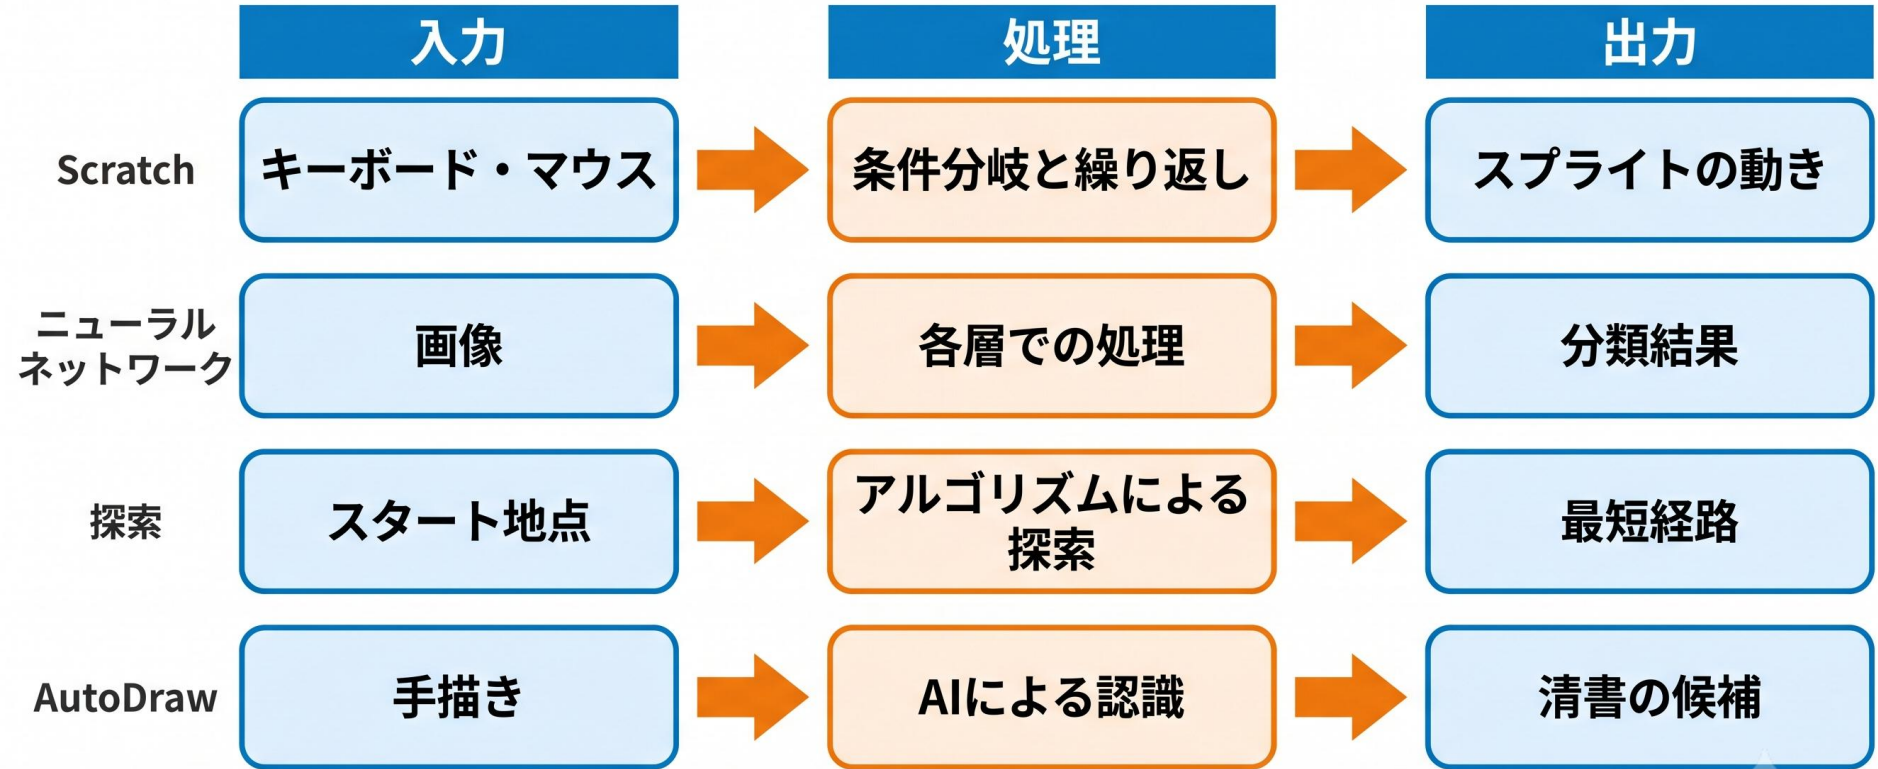 入力
処理
出力
Scratch
キーボード・マウス
条件分岐と繰り返し
スプライトの動き
ニューラル
ネットワーク
画像
各層での処理
分類結果
探索
スタート地点
アルゴリズムによる
探索
最短経路
AutoDraw
手描き
AIによる認識
清書の候補